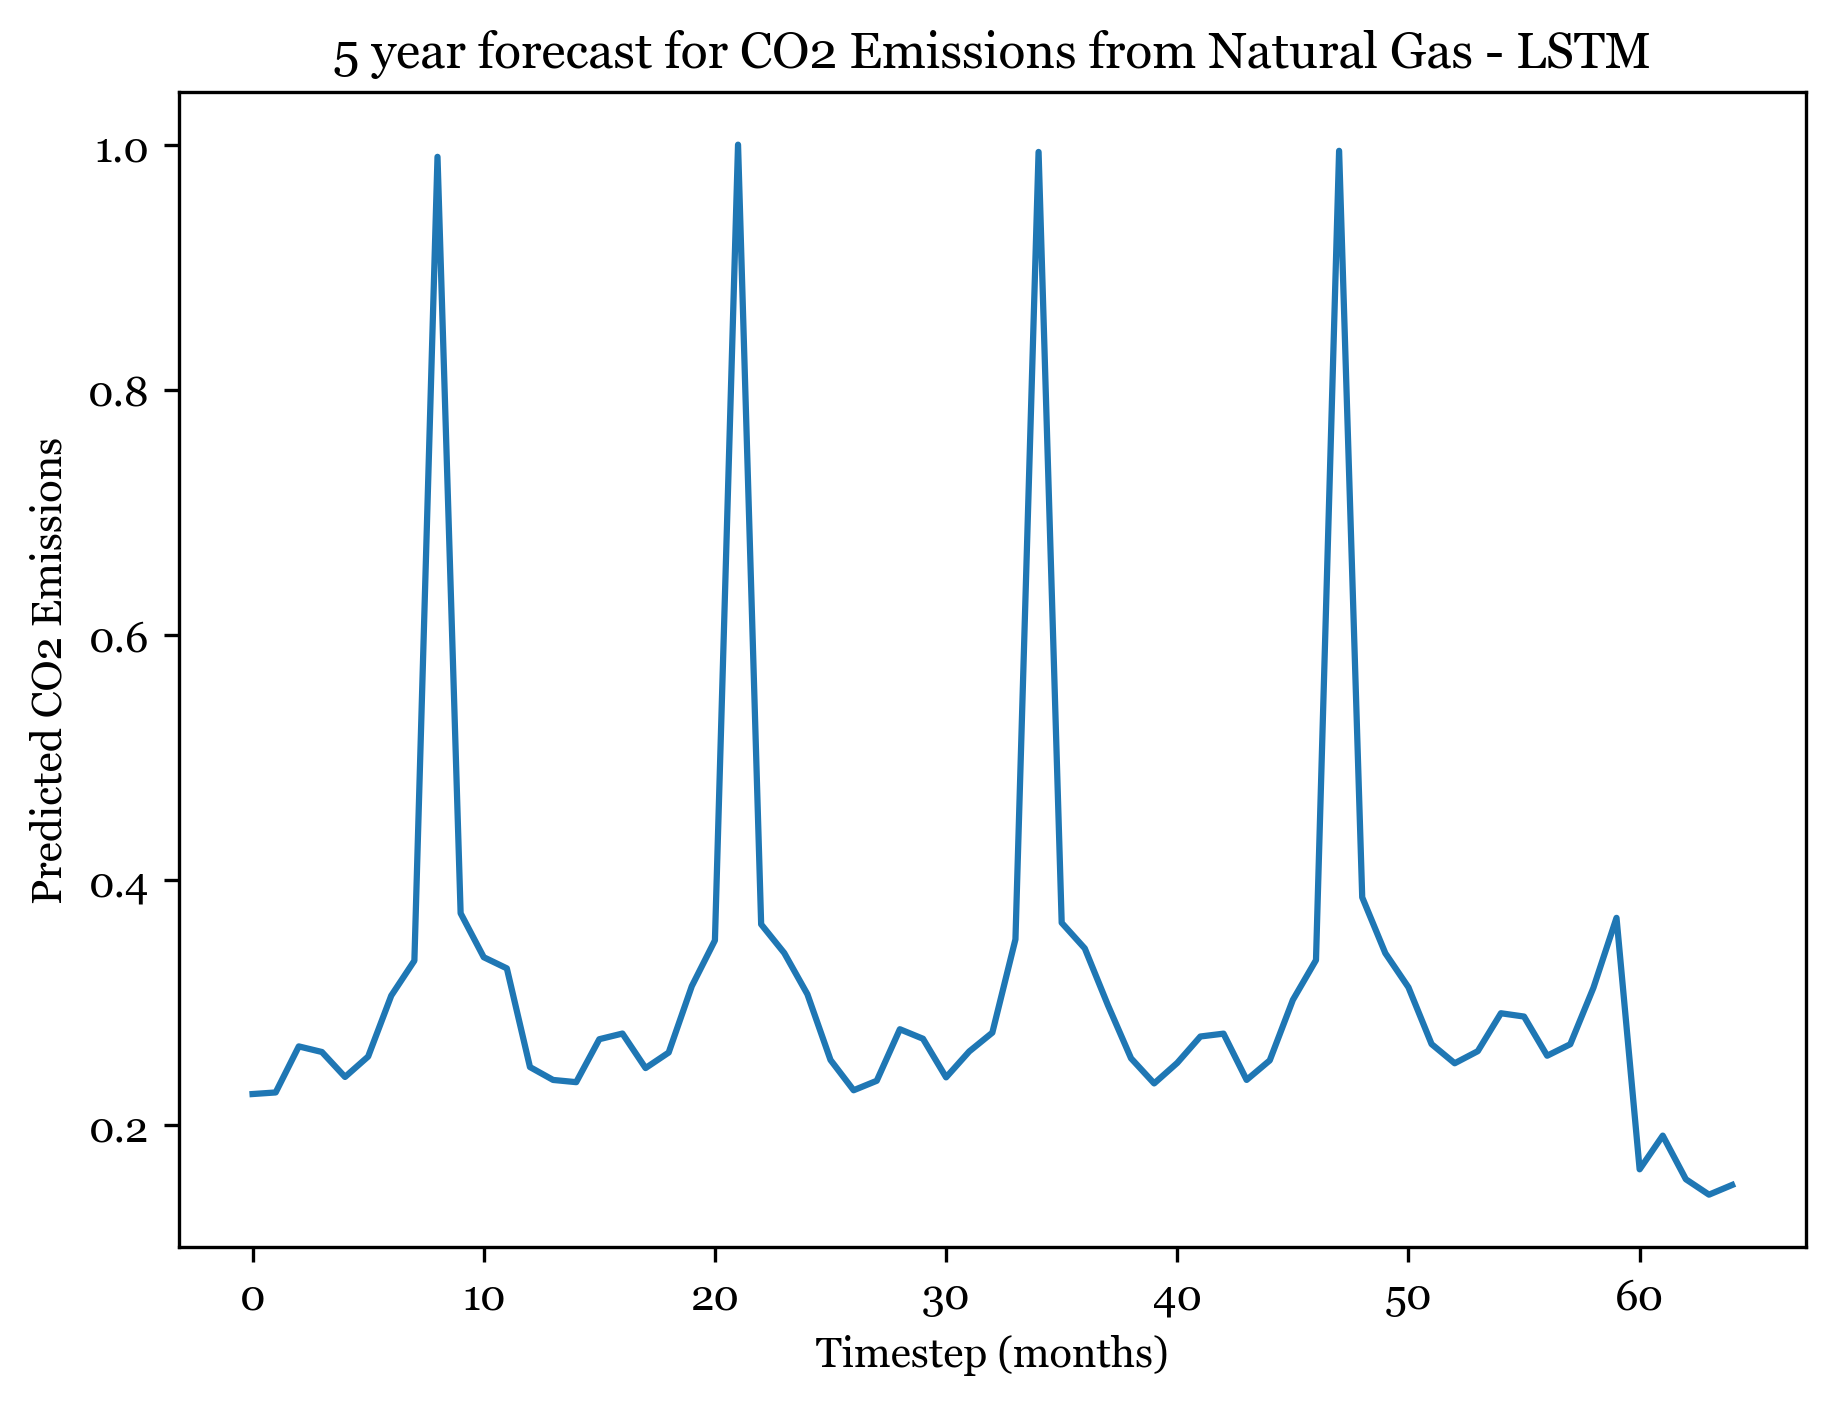 5 year forecast for CO2 Emissions from Natural Gas - LSTM
Predicted CO2 Emissions
1.0
0.8
0.6
0.4
0.2
0 10 20 30 40 50 60
Timestep (months)